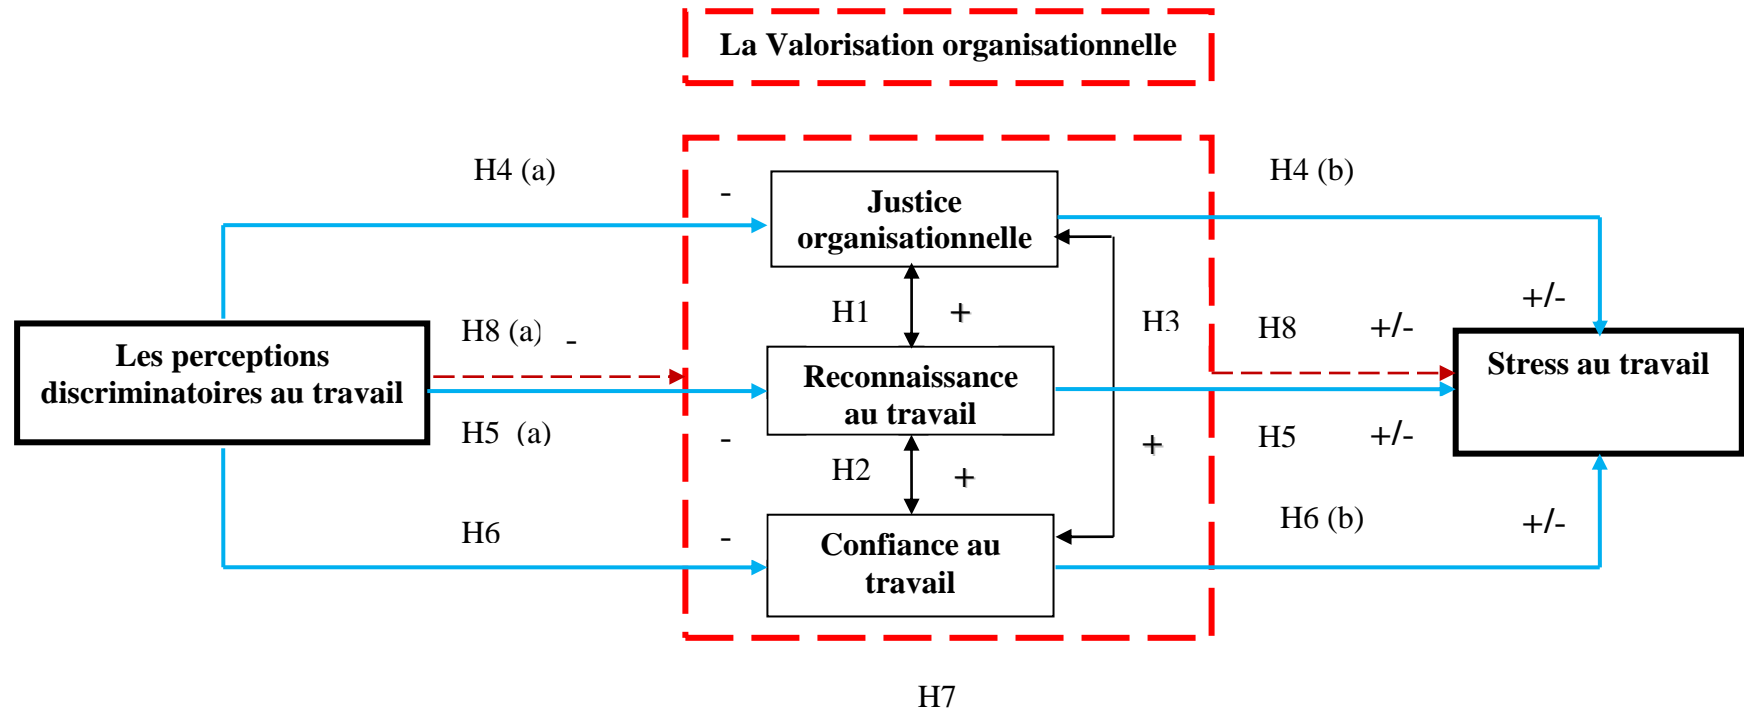 La Valorisation organisationnelle
H4 (a)
-
H4 (b)
Justice
organisationnelle
H1
+
H3
+/-
H8 (a)
-
H8
+/-
Les perceptions
discriminatoires au travail
Reconnaissance
au travail
Stress au travail
H5 (a)
-
+
H5
+/-
H2
+
H6
-
H6 (b)
+/-
Confiance au
travail
H7